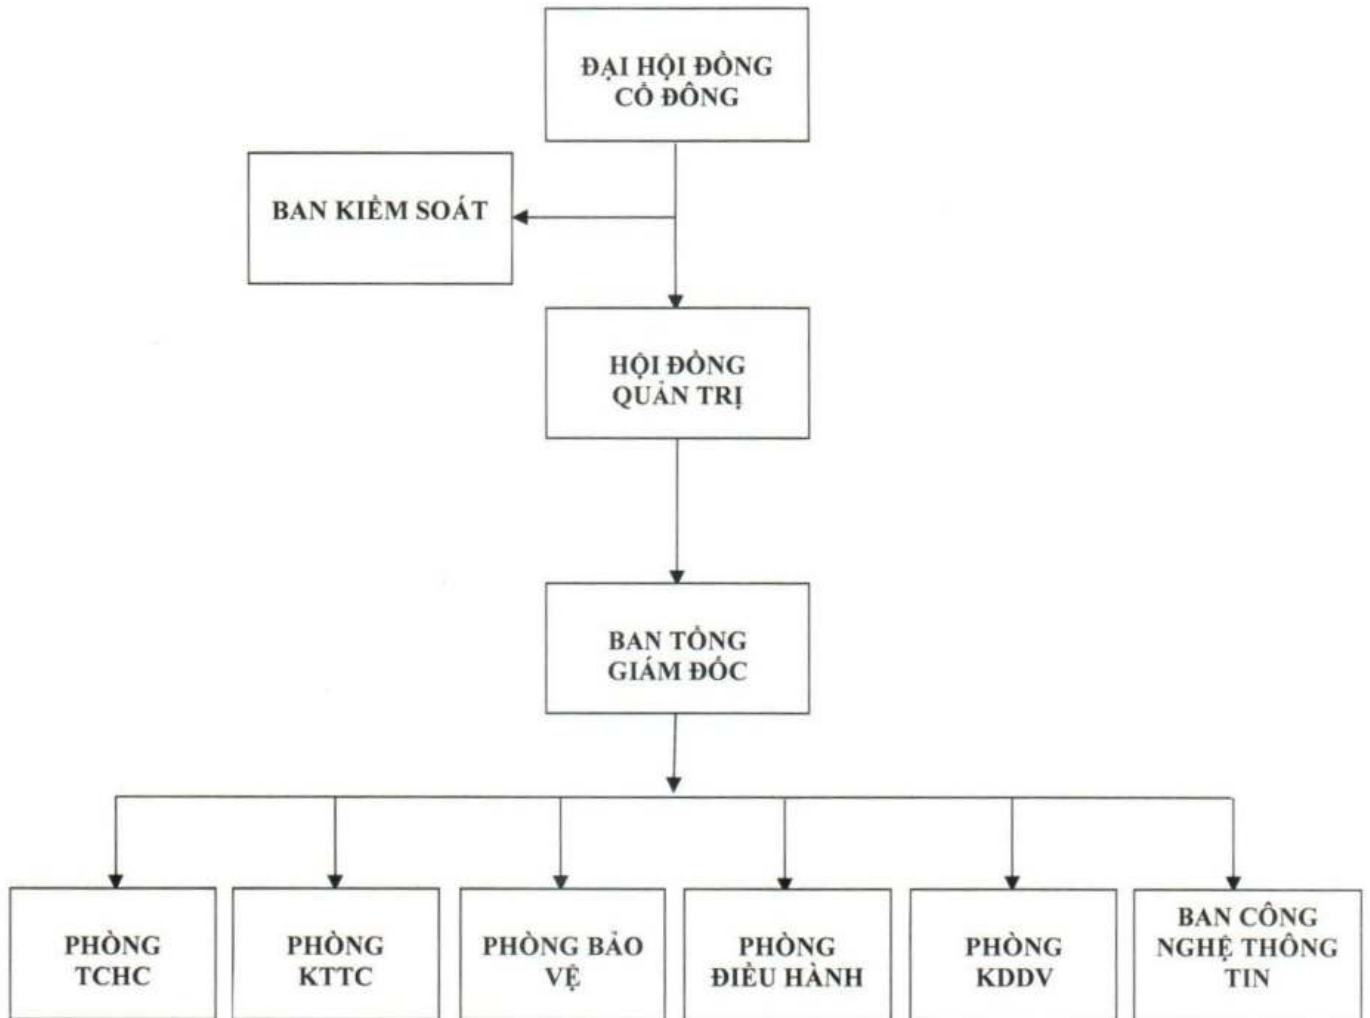 ĐẠI HỘI ĐỒNG
CỔ ĐÔNG
BAN KIỂM SOÁT
HỘI ĐỒNG
QUẢN TRỊ
BAN TỔNG
GIÁM ĐỐC
PHÒNG
TCHC
PHÒNG
KTTC
PHÒNG BẢO
VỆ
PHÒNG
ĐIỀU HÀNH
PHÒNG
KDDV
BAN CÔNG
NGHỆ THÔNG
TIN